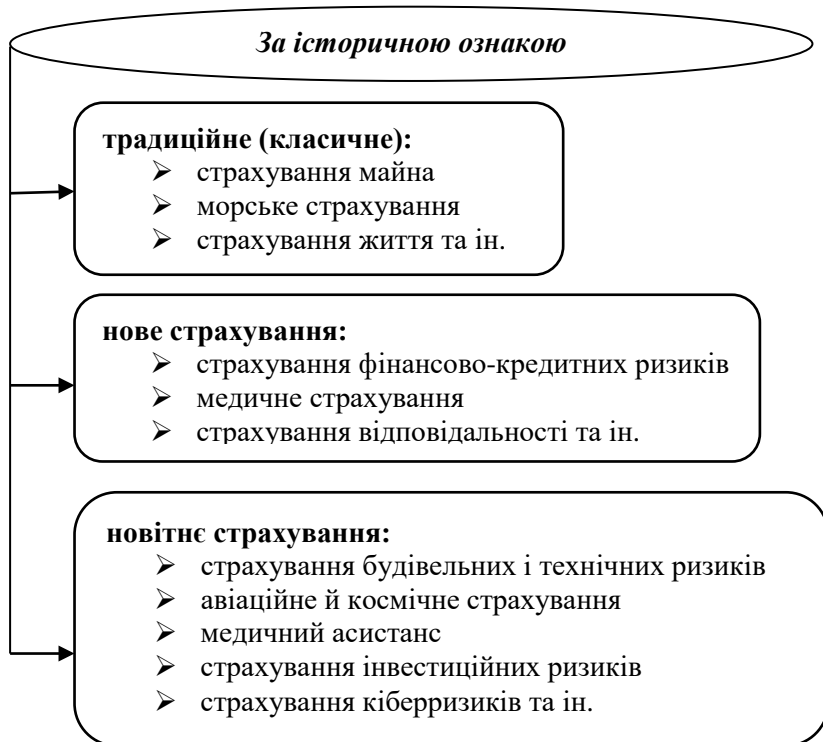 За історичною ознакою
традиційне (класичне):
➢ страхування майна
➢ морське страхування
➢ страхування життя та ін.
нове страхування:
➢ страхування фінансово-кредитних ризиків
➢ медичне страхування
➢ страхування відповідальності та ін.
новітнє страхування:
➢ страхування будівельних і технічних ризиків
➢ авіаційне й космічне страхування
➢ медичний асистанс
➢ страхування інвестиційних ризиків
➢ страхування кіберризиків та ін.